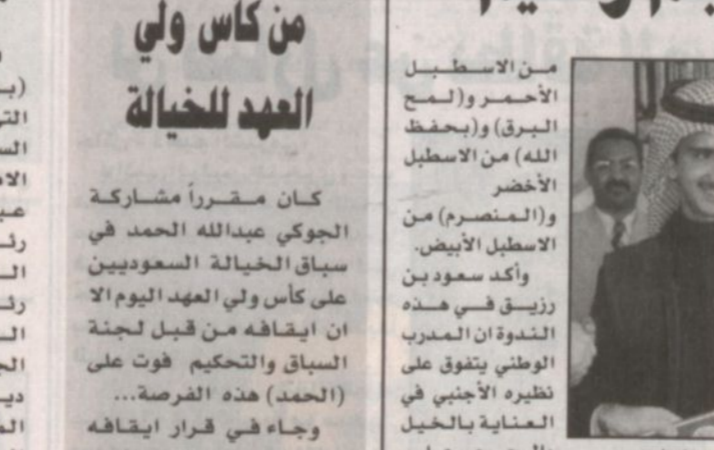 من الاسطبل
الأحمر و(لمح
البرق) و(بحفظ
الله) من الاسطبل
الأخضر
و(المنصرم) من
الاسطبل الأبيض.
وأكد سعود بن
رزيق في هذه
الندوة ان المدرب
الوطني يتفوق على
نظيره الأجنبي في
العناية بالخيل
من كأس ولي
العهد للخيالة
كان مقرراً مشاركة
الجوكي عبدالله الحمد في
سباق الخيالة السعوديين
على كأس ولي العهد اليوم الا
ان ايقافه من قبل لجنة
السباق والتحكيم فوت على
(الحمد) هذه الفرصة...
وجاء في قرار ايقافه